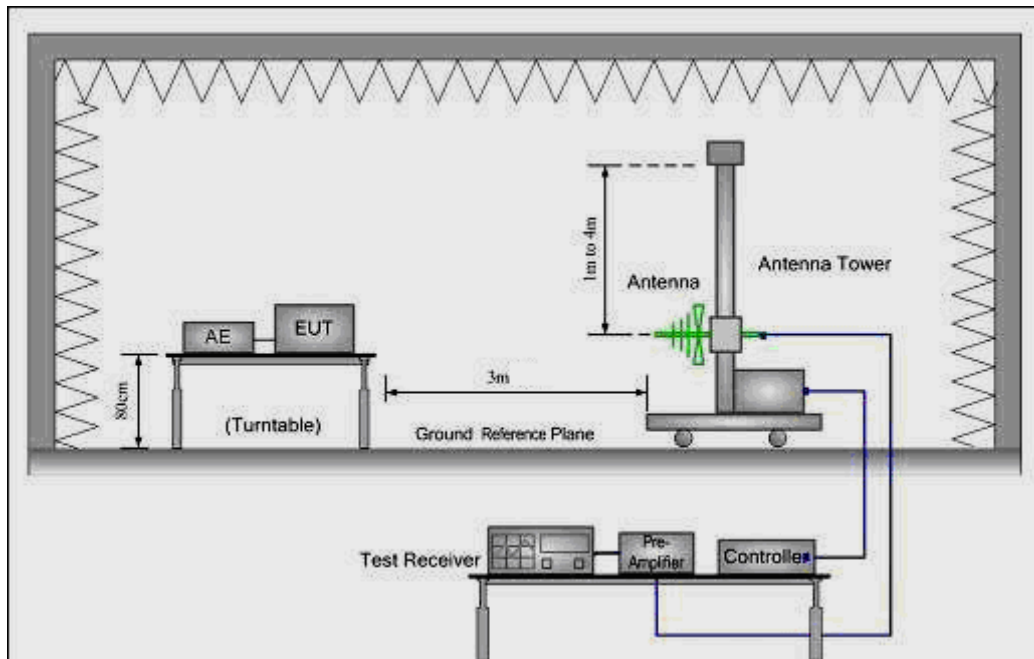 1m to 4m
Antenna Tower
Antenna
AE
EUT
80cm
3m
(Turntable)
Ground Reference Plane
Test Receiver
Pre-
Amplifier
Controller